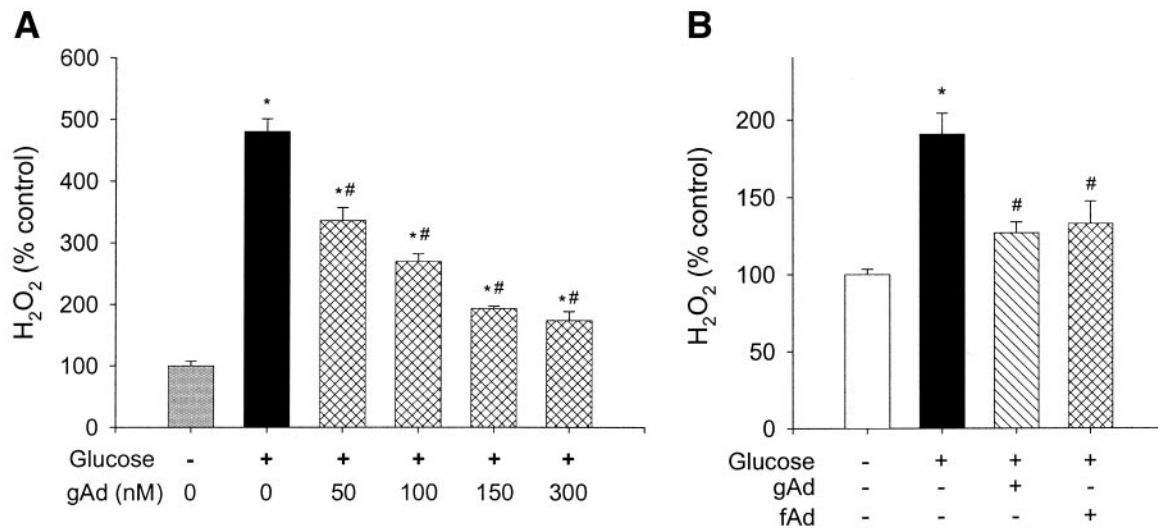 A
H₂O₂ (% control)
600
500
400
300
200
100
0
*
*#
*#
*#
*#
Glucose - + + + + +
gAd (nM) 0 0 50 100 150 300
B
H₂O₂ (% control)
200
150
100
50
0
*
#
#
Glucose - + + +
gAd - - + -
fAd - - - +